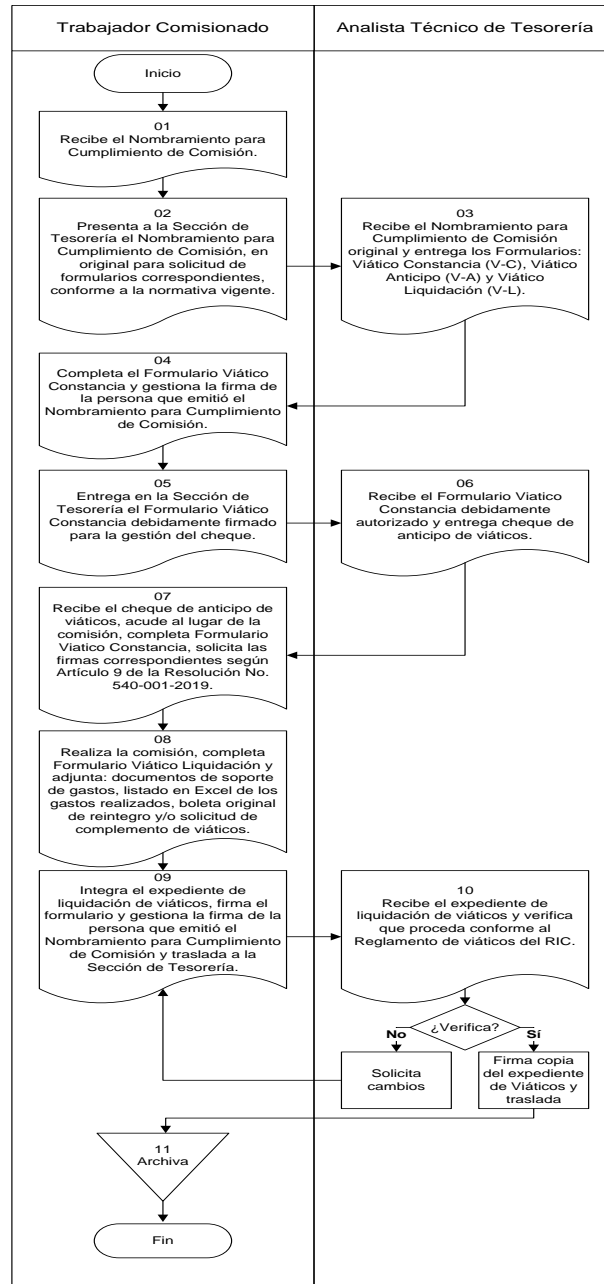 Trabajador Comisionado
Analista Técnico de Tesorería
Inicio
01
Recibe el Nombramiento para
Cumplimiento de Comisión.
02
Presenta a la Sección de
Tesorería el Nombramiento para
Cumplimiento de Comisión, en
original para solicitud de
formularios correspondientes,
conforme a la normativa vigente.
03
Recibe el Nombramiento para
Cumplimiento de Comisión
original y entrega los Formularios:
Viático Constancia (V-C), Viático
Anticipo (V-A) y Viático
Liquidación (V-L).
04
Completa el Formulario Viático
Constancia y gestiona la firma de
la persona que emitió el
Nombramiento para Cumplimiento
de Comisión.
05
Entrega en la Sección de
Tesorería el Formulario Viático
Constancia debidamente firmado
para la gestión del cheque.
06
Recibe el Formulario Viatico
Constancia debidamente
autorizado y entrega cheque de
anticipo de viáticos.
07
Recibe el cheque de anticipo de
viáticos, acude al lugar de la
comisión, completa Formulario
Viatico Constancia, solicita las
firmas correspondientes según
Artículo 9 de la Resolución No.
540-001-2019.
08
Realiza la comisión, completa
Formulario Viático Liquidación y
adjunta: documentos de soporte
de gastos, listado en Excel de los
gastos realizados, boleta original
de reintegro y/o solicitud de
complemento de viáticos.
09
Integra el expediente de
liquidación de viáticos, firma el
formulario y gestiona la firma de la
persona que emitió el
Nombramiento para Cumplimiento
de Comisión y traslada a la
Sección de Tesorería.
10
Recibe el expediente de
liquidación de viáticos y verifica
que proceda conforme al
Reglamento de viáticos del RIC.
¿Verifica?
No
Sí
Solicita
cambios
Firma copia
del expediente
de Viáticos y
traslada
11
Archiva
Fin